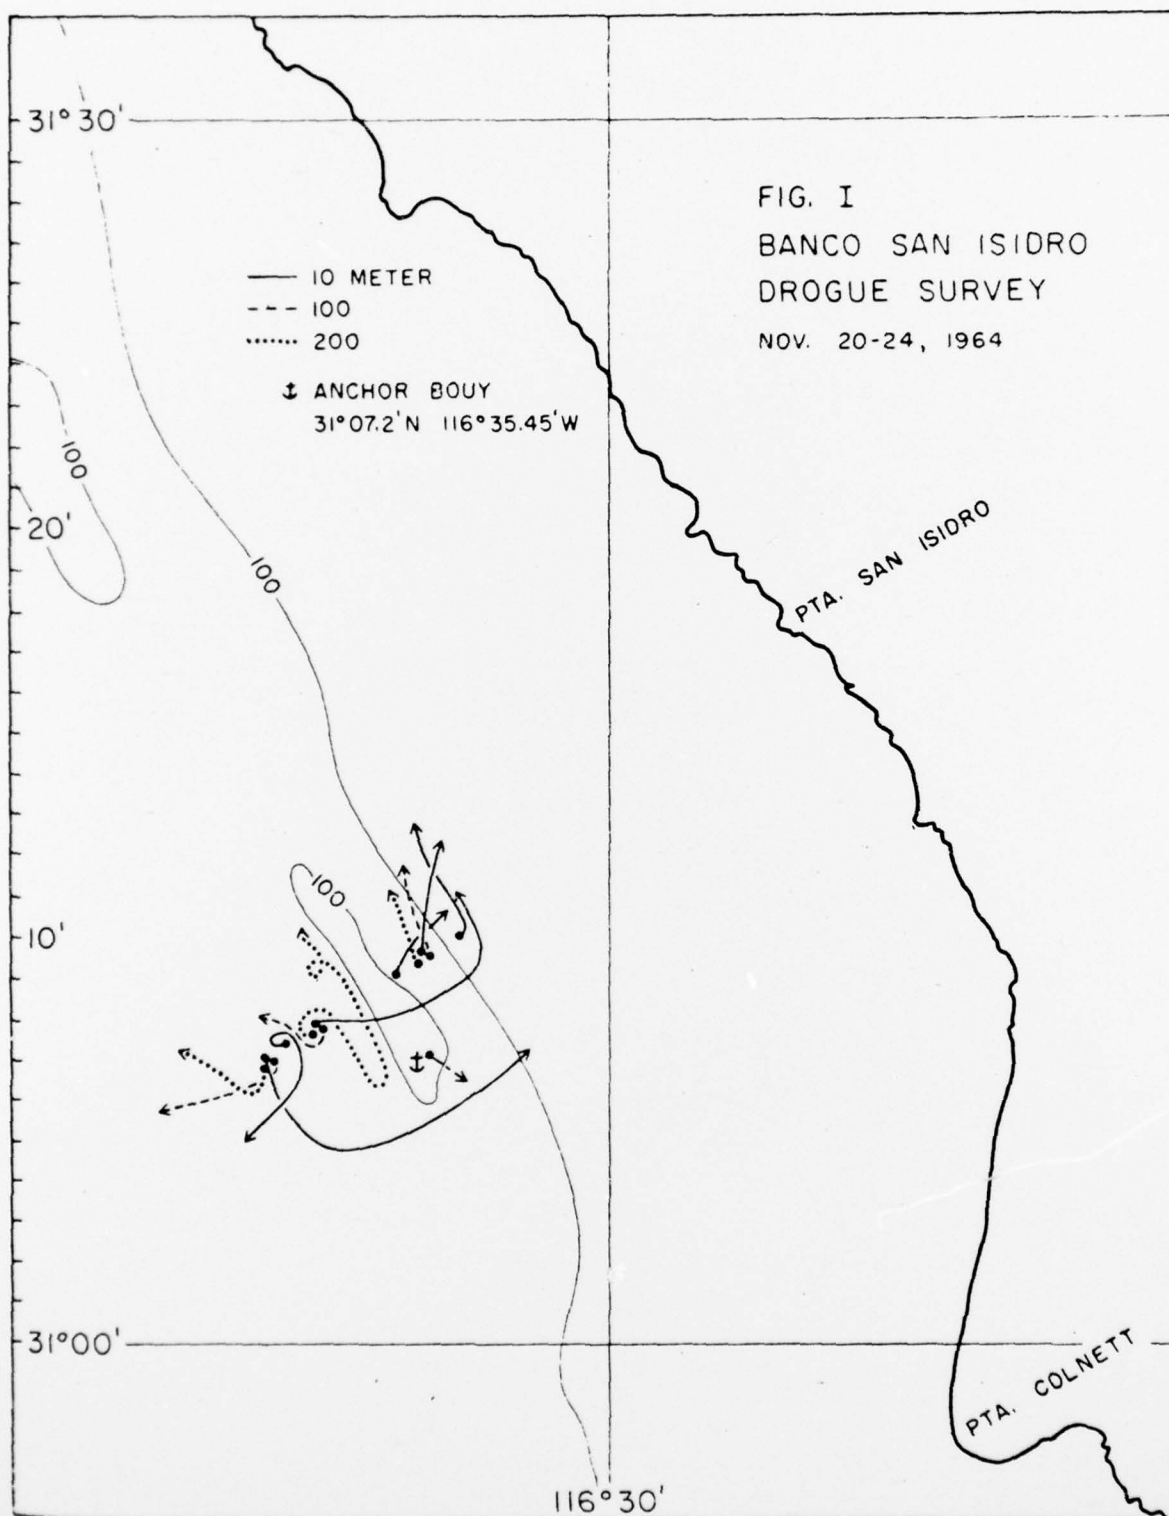 31°30'
FIG. I
BANCO SAN ISIDRO
DROGUE SURVEY
NOV. 20-24, 1964
10 METER
100
200
ANCHOR BOUY
31°07.2'N 116°35.45'W
100
20'
100
PTA. SAN ISIDRO
100
10'
31°00'
PTA. COLNETT
116°30'